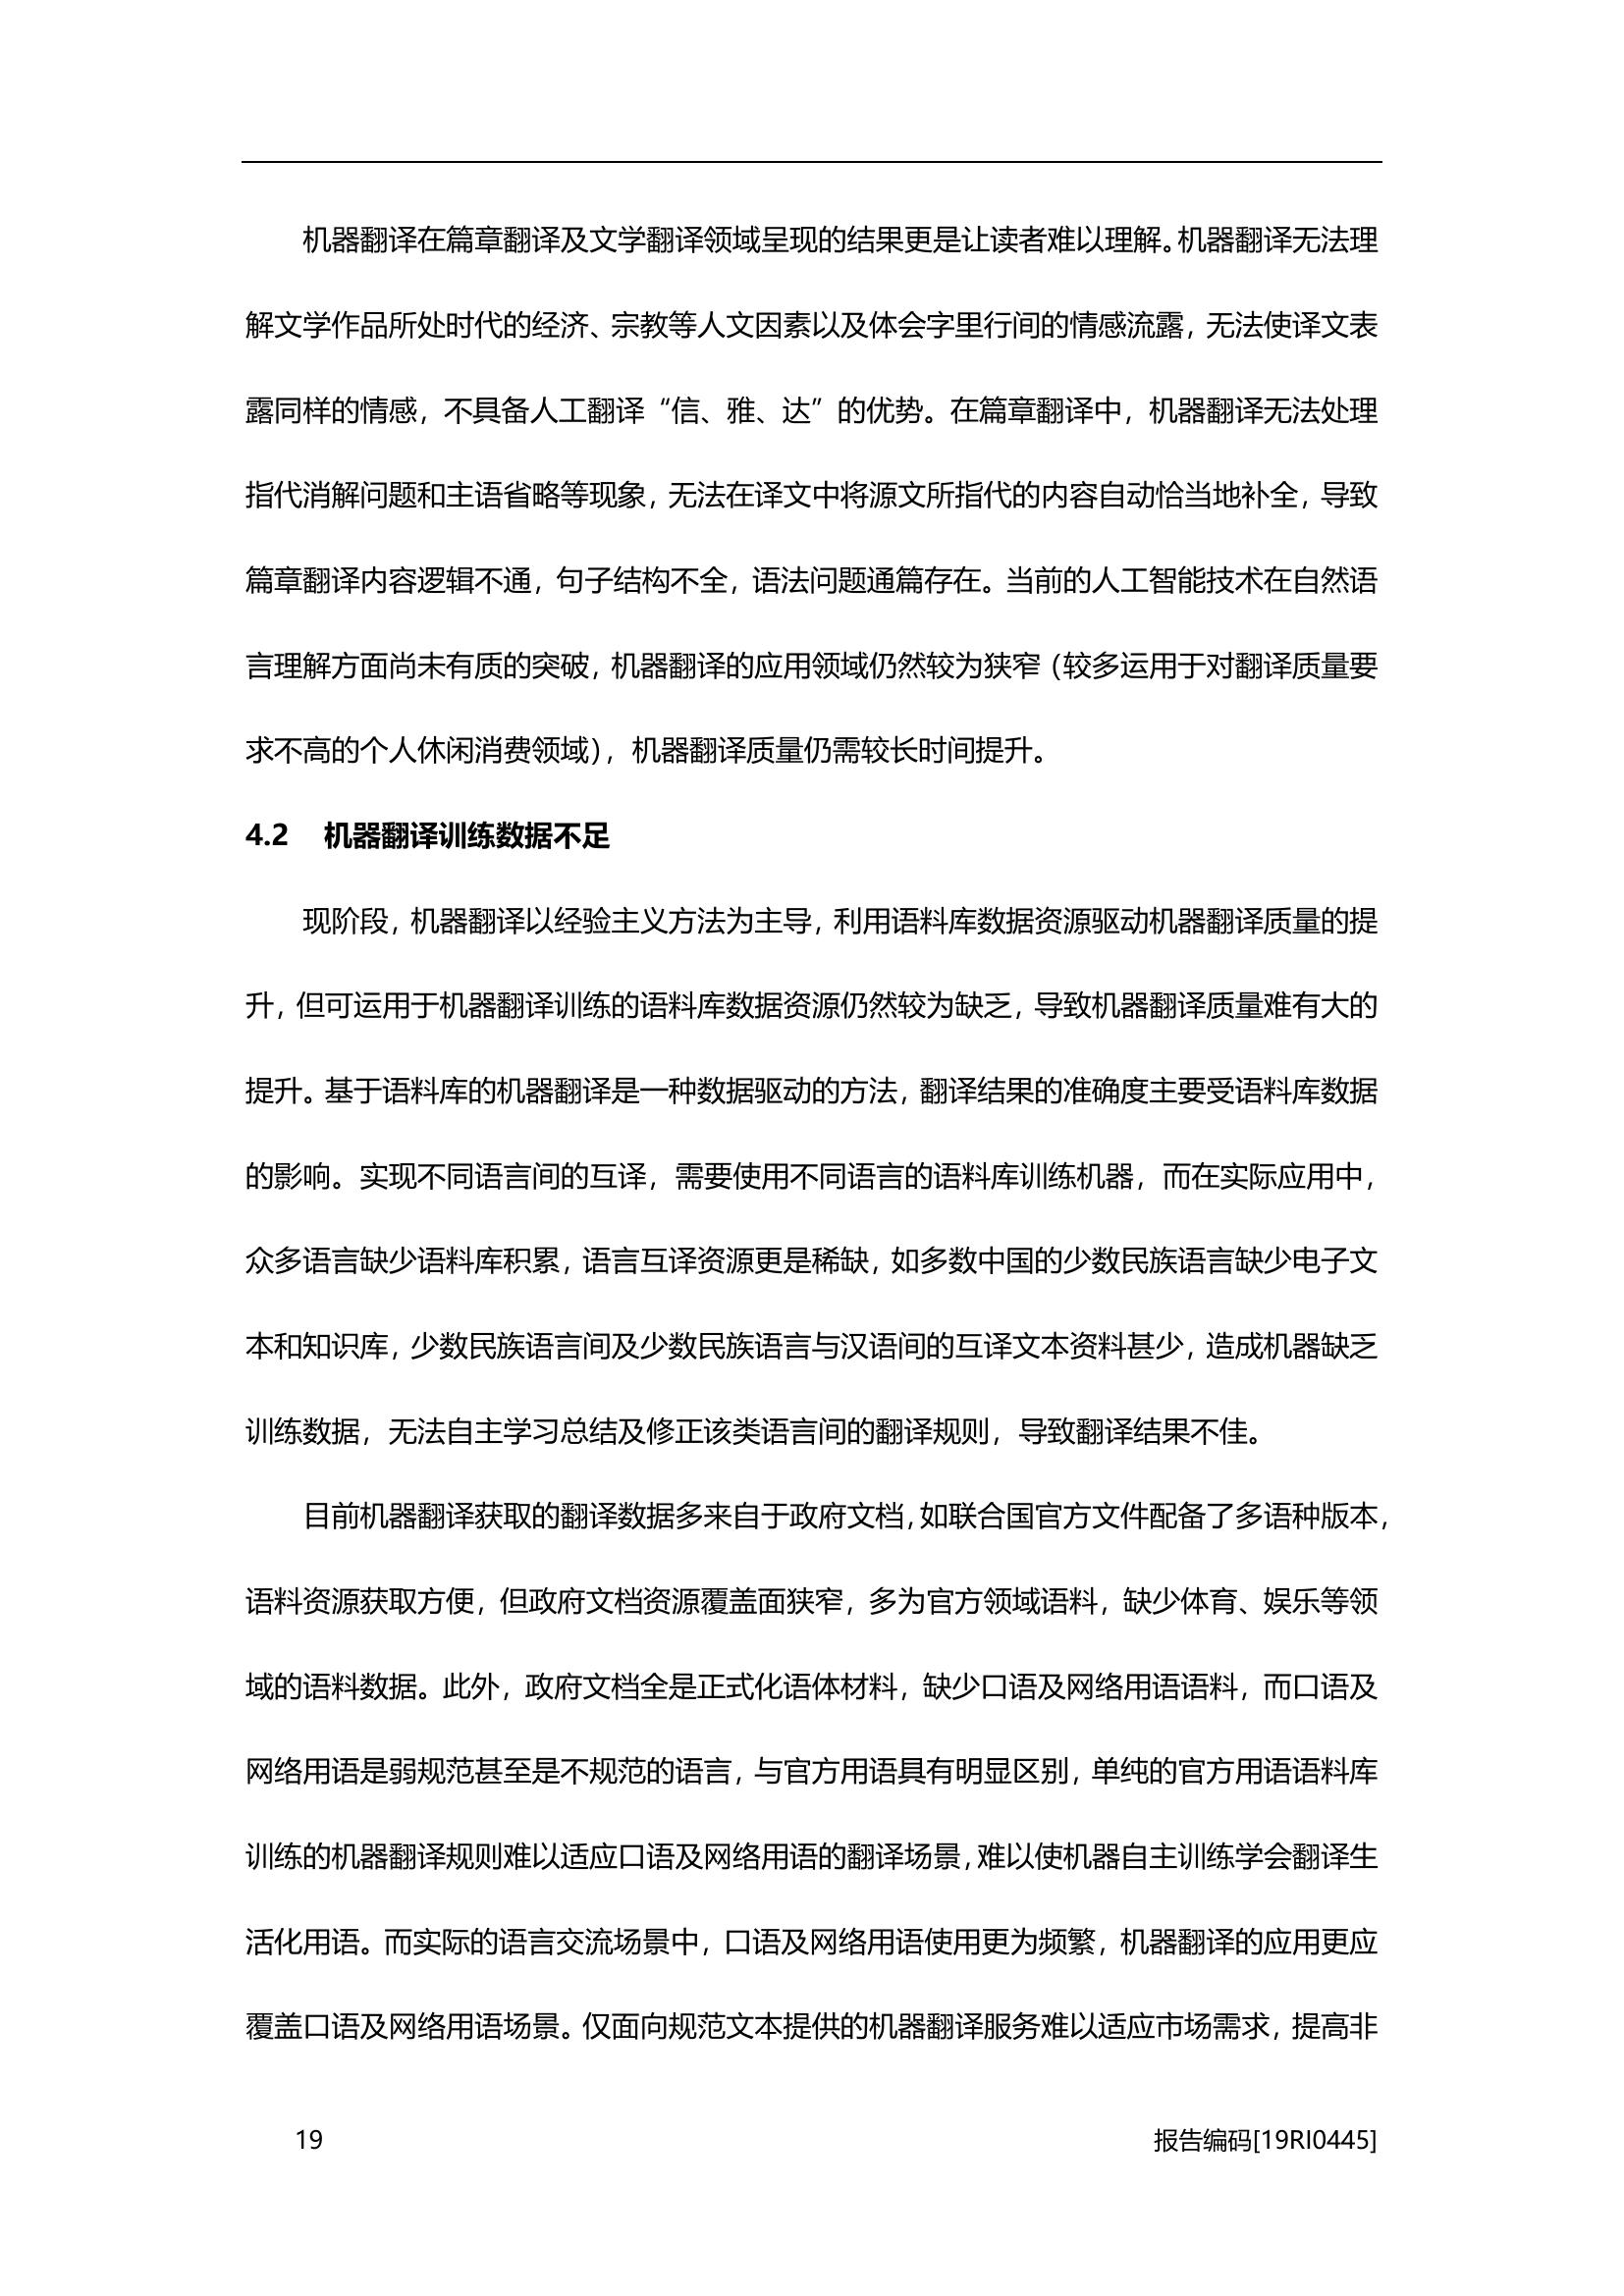 机器翻译在篇章翻译及文学翻译领域呈现的结果更是让读者难以理解。机器翻译无法理
解文学作品所处时代的经济、宗教等人文因素以及体会字里行间的情感流露，无法使译文表
露同样的情感，不具备人工翻译“信、雅、达”的优势。在篇章翻译中，机器翻译无法处理
指代消解问题和主语省略等现象，无法在译文中将源文所指代的内容自动恰当地补全，导致
篇章翻译内容逻辑不通，句子结构不全，语法问题通篇存在。当前的人工智能技术在自然语
言理解方面尚未有质的突破，机器翻译的应用领域仍然较为狭窄（较多运用于对翻译质量要
求不高的个人休闲消费领域），机器翻译质量仍需较长时间提升。
4.2 机器翻译训练数据不足
现阶段，机器翻译以经验主义方法为主导，利用语料库数据资源驱动机器翻译质量的提
升，但可运用于机器翻译训练的语料库数据资源仍然较为缺乏，导致机器翻译质量难有大的
提升。基于语料库的机器翻译是一种数据驱动的方法，翻译结果的准确度主要受语料库数据
的影响。实现不同语言间的互译，需要使用不同语言的语料库训练机器，而在实际应用中，
众多语言缺少语料库积累，语言互译资源更是稀缺，如多数中国的少数民族语言缺少电子文
本和知识库，少数民族语言间及少数民族语言与汉语间的互译文本资料甚少，造成机器缺乏
训练数据，无法自主学习总结及修正该类语言间的翻译规则，导致翻译结果不佳。
目前机器翻译获取的翻译数据多来自于政府文档，如联合国官方文件配备了多语种版本，
语料资源获取方便，但政府文档资源覆盖面狭窄，多为官方领域语料，缺少体育、娱乐等领
域的语料数据。此外，政府文档全是正式化语体材料，缺少口语及网络用语语料，而口语及
网络用语是弱规范甚至是不规范的语言，与官方用语具有明显区别，单纯的官方用语语料库
训练的机器翻译规则难以适应口语及网络用语的翻译场景，难以使机器自主训练学会翻译生
活化用语。而实际的语言交流场景中，口语及网络用语使用更为频繁，机器翻译的应用更应
覆盖口语及网络用语场景。仅面向规范文本提供的机器翻译服务难以适应市场需求，提高非
19 报告编码[19RI0445]